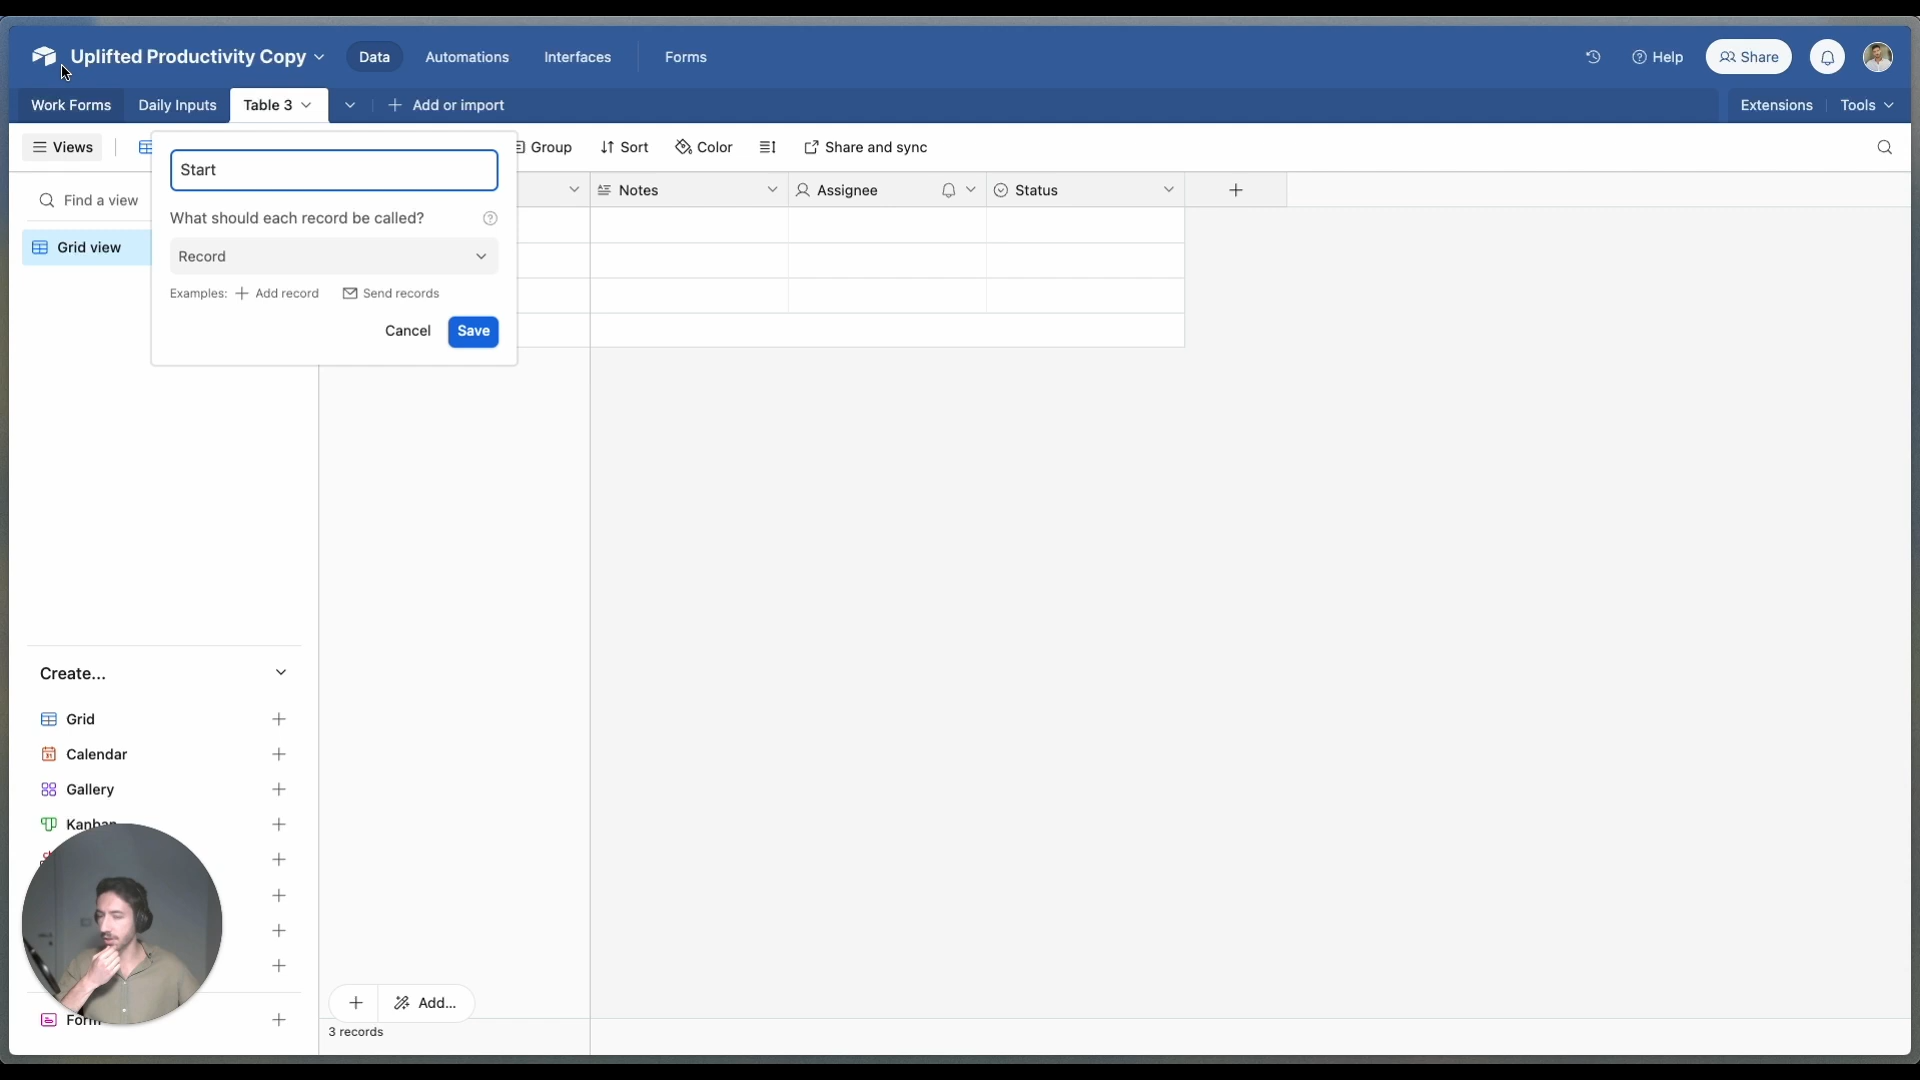 Uplifted Productivity Copy
Data
Automations
Interfaces
Forms
Help
Share
Work Forms
Daily Inputs
Table 3
Add or import
Extensions
Tools
Views
Group
Sort
Color
Share and sync
Start
What should each record be called?
Record
Examples: + Add record
Send records
Cancel
Save
Find a view
Grid view
Notes
Assignee
Status
Create...
Grid
Calendar
Gallery
Kanban
Form
Add...
3 records